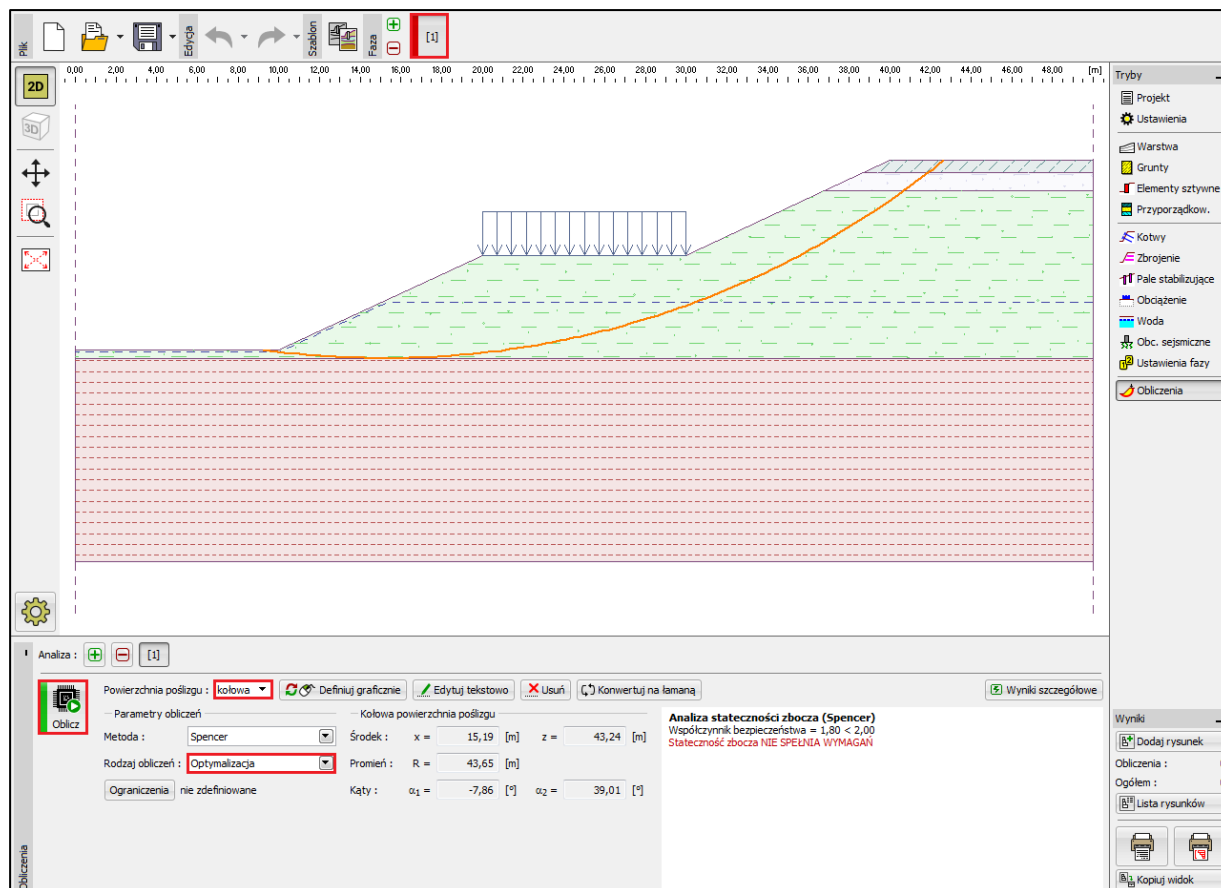 Plik
Edycja
Szablon
Faza
[1]
2D
3D
0,00 2,00 4,00 6,00 8,00 10,00 12,00 14,00 16,00 18,00 20,00 22,00 24,00 26,00 28,00 30,00 32,00 34,00 36,00 38,00 40,00 42,00 44,00 46,00 48,00 [m]
Tryby
Projekt
Ustawienia
Warstwa
Grunty
Elementy sztywne
Przyporządkow.
Kotwy
Zbrojenie
Pale stabilizujące
Obciążenie
Woda
Obc. sejsmiczne
Ustawienia fazy
Obliczenia
Analiza : [1]
Oblicz
Powierzchnia poślizgu : kołowa Definiuj graficznie Edytuj tekstowo Usuń Konwertuj na łamaną Wyniki szczegółowe
Parametry obliczeń
Metoda : Spencer
Rodzaj obliczeń : Optymalizacja
Ograniczenia nie zdefiniowane
Kołowa powierzchnia poślizgu
Środek : x = 15,19 [m] z = 43,24 [m]
Promień : R = 43,65 [m]
Kąty : α1 = -7,86 [°] α2 = 39,01 [°]
Analiza stateczności zbocza (Spencer)
Współczynnik bezpieczeństwa = 1,80 < 2,00
Stateczność zbocza NIE SPEŁNIA WYMAGAŃ
Obliczenia
Wyniki
Dodaj rysunek
Obliczenia :
Ogółem :
Lista rysunków
Kopiuj widok